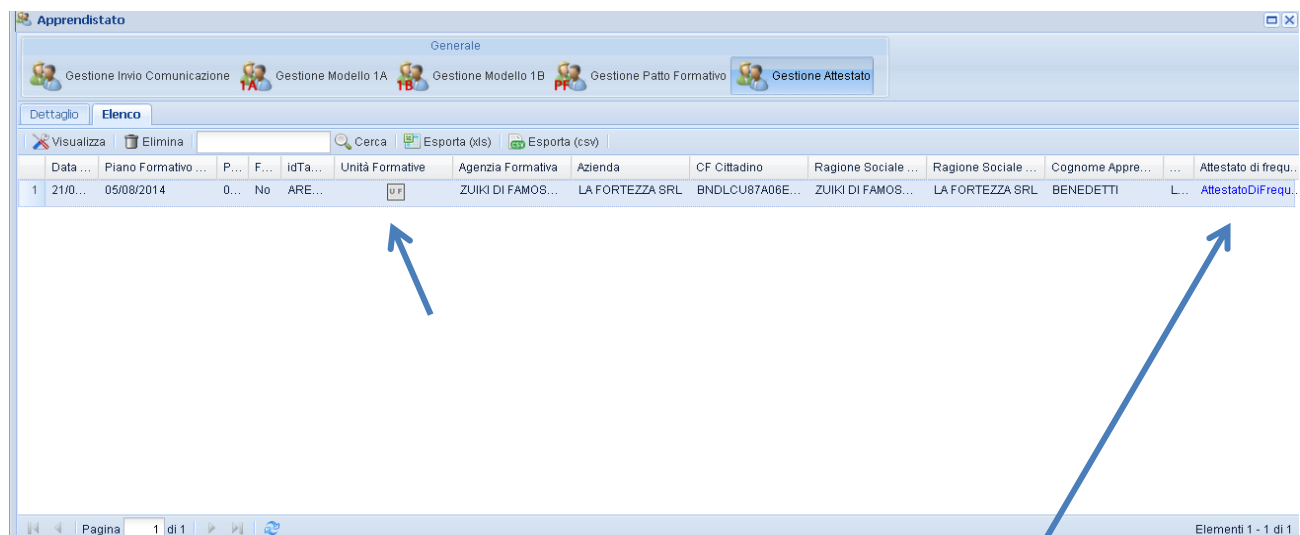 Apprendistato
Generale
Gestione Invio Comunicazione 1A Gestione Modello 1A 1B Gestione Modello 1B PF Gestione Patto Formativo Gestione Attestato
Dettaglio Elenco
Visualizza Elimina Cerca Esporta (xls) Esporta (csv)
Data ... Piano Formativo ... P... F... idTa... Unità Formative Agenzia Formativa Azienda CF Cittadino Ragione Sociale ... Ragione Sociale ... Cognome Appre... ... Attestato di frequ...
1 21/0... 05/08/2014 0... No ARE... U F ZUIKI DI FAMOS... LA FORTEZZA SRL BNDLCU87A06E... ZUIKI DI FAMOS... LA FORTEZZA SRL BENEDETTI L... AttestatoDiFrequ...
Pagina 1 di 1 Elementi 1 - 1 di 1